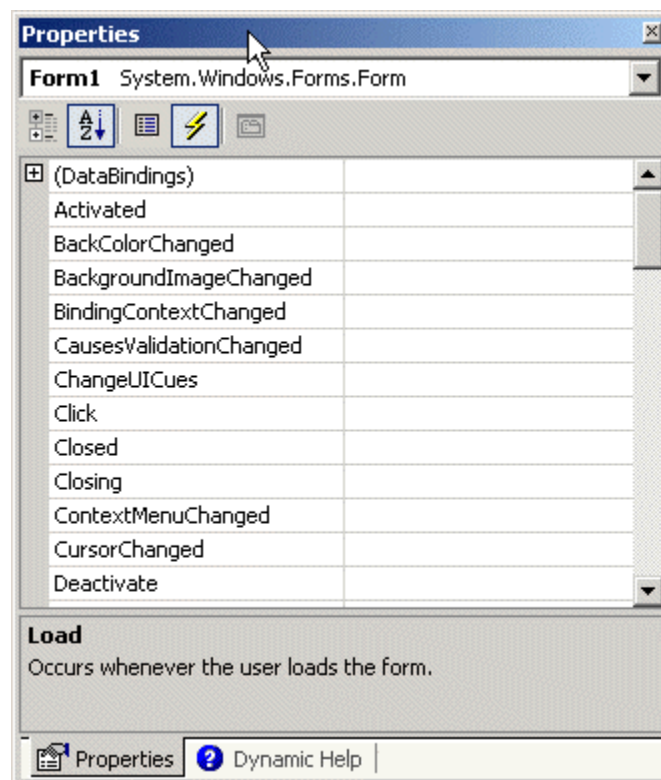 Properties
Form1 System.Windows.Forms.Form
A
Z
(DataBindings)
Activated
BackColorChanged
BackgroundImageChanged
BindingContextChanged
CausesValidationChanged
ChangeUICues
Click
Closed
Closing
ContextMenuChanged
CursorChanged
Deactivate
Load
Occurs whenever the user loads the form.
Properties ? Dynamic Help